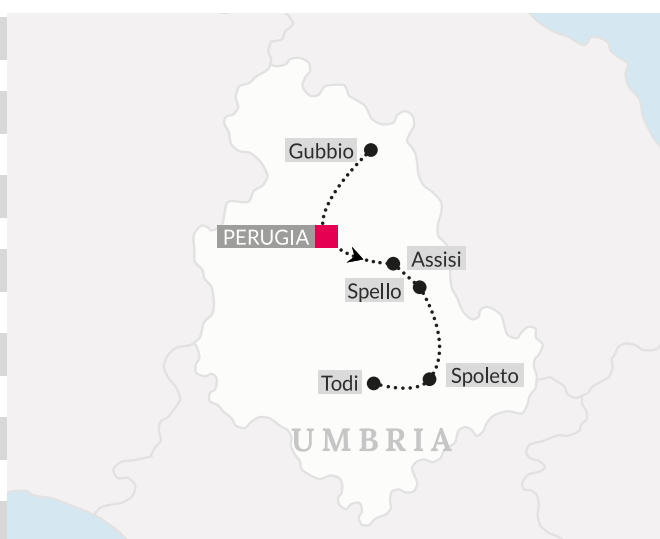 Gubbio
PERUGIA
Assisi
Spello
Spoleto
Todi
UMBRIA